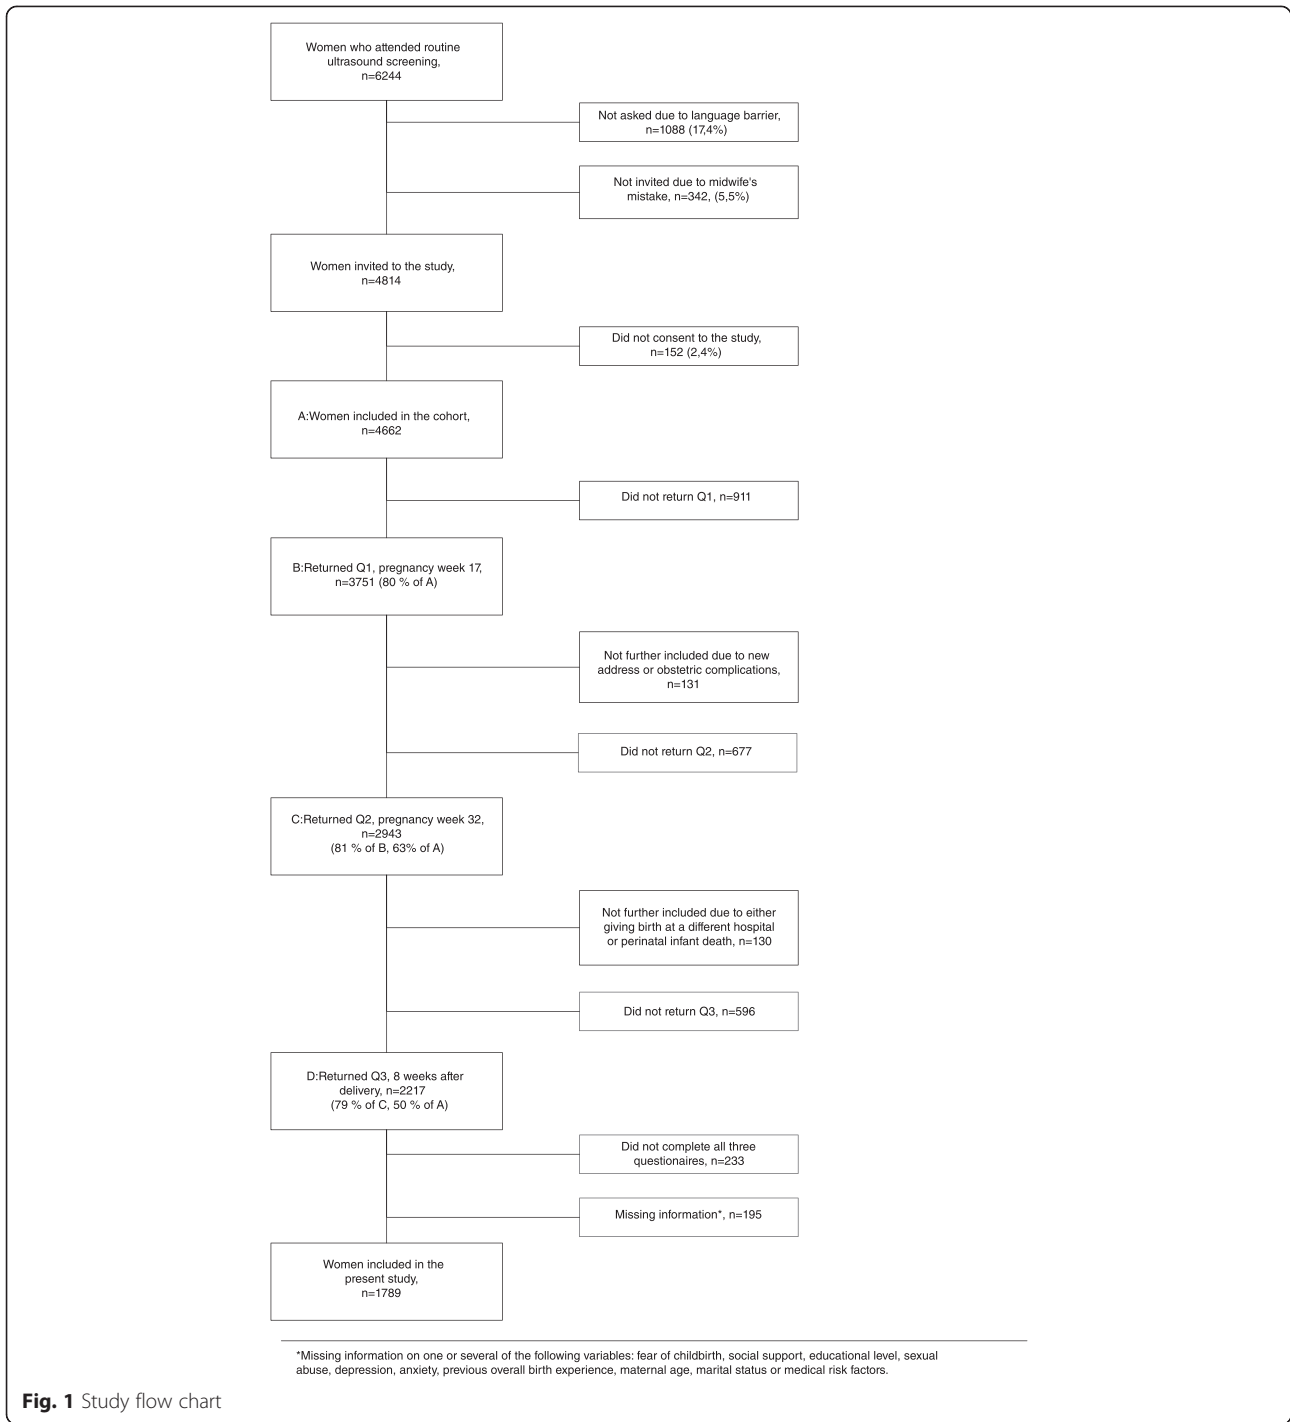 Women who attended routine
ultrasound screening,
n=6244
Not asked due to language barrier,
n=1088 (17,4%)
Not invited due to midwife's
mistake, n=342, (5,5%)
Women invited to the study,
n=4814
Did not consent to the study,
n=152 (2,4%)
A:Women included in the cohort,
n=4662
Did not return Q1, n=911
B:Returned Q1, pregnancy week 17,
n=3751 (80 % of A)
Not further included due to new
address or obstetric complications,
n=131
Did not return Q2, n=677
C:Returned Q2, pregnancy week 32,
n=2943
(81 % of B, 63% of A)
Not further included due to either
giving birth at a different hospital
or perinatal infant death, n=130
Did not return Q3, n=596
D:Returned Q3, 8 weeks after
delivery, n=2217
(79 % of C, 50 % of A)
Did not complete all three
questionaires, n=233
Missing information*, n=195
Women included in the
present study,
n=1789
*Missing information on one or several of the following variables: fear of childbirth, social support, educational level, sexual
abuse, depression, anxiety, previous overall birth experience, maternal age, marital status or medical risk factors.
Fig. 1 Study flow chart